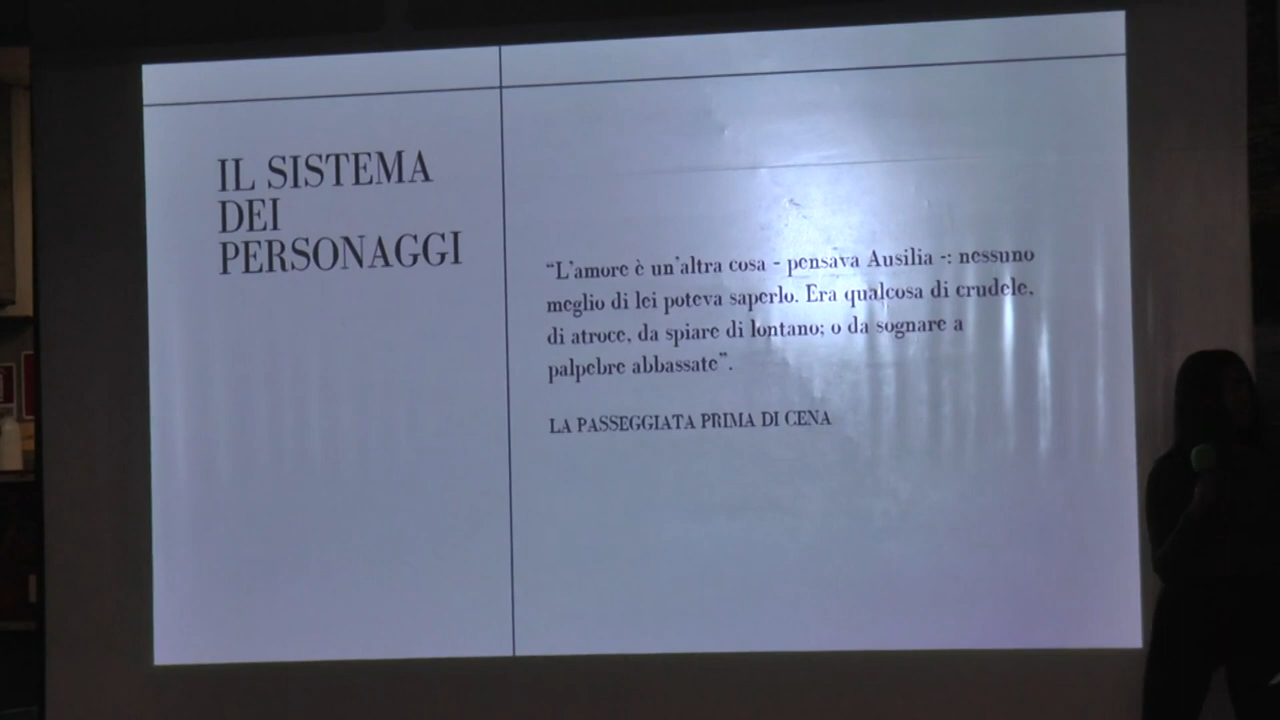 IL SISTEMA
DEI
PERSONAGGI
“L'amore è un'altra cosa - pensava Ausilia -: nessuno
meglio di lei poteva saperlo. Era qualcosa di crudele,
di atroce, da spiare di lontano; o da sognare a
palpebre abbassate”.
LA PASSEGGIATA PRIMA DI CENA